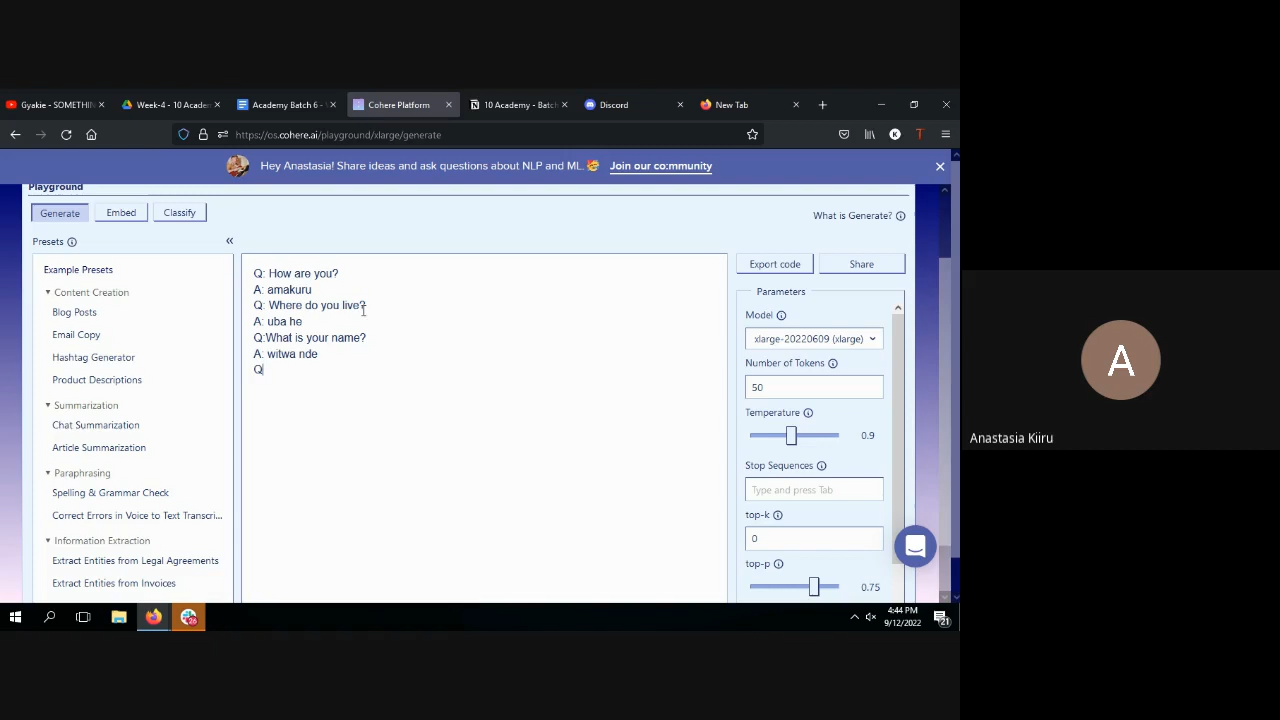 Gyakie - SOMETHIN
Week-4 - 10 Academ
Academy Batch 6 -
Cohere Platform
10 Academy - Batch
Discord
New Tab
https://os.cohere.ai/playground/xlarge/generate
K
T
Hey Anastasia! Share ideas and ask questions about NLP and ML. Join our co:mmunity
Playground
Generate
Embed
Classify
What is Generate?
Presets
Example Presets
Content Creation
Blog Posts
Email Copy
Hashtag Generator
Product Descriptions
Summarization
Chat Summarization
Article Summarization
Paraphrasing
Spelling & Grammar Check
Correct Errors in Voice to Text Transcri...
Information Extraction
Extract Entities from Legal Agreements
Extract Entities from Invoices
Q: How are you?
A: amakuru
Q: Where do you live?
A: uba he
Q:What is your name?
A: witwa nde
Q
Export code
Share
Parameters
Model
xlarge-20220609 (xlarge)
Number of Tokens
50
Temperature
0.9
Stop Sequences
Type and press Tab
top-k
0
top-p
0.75
26
4:44 PM
9/12/2022
21
A
Anastasia Kiiru